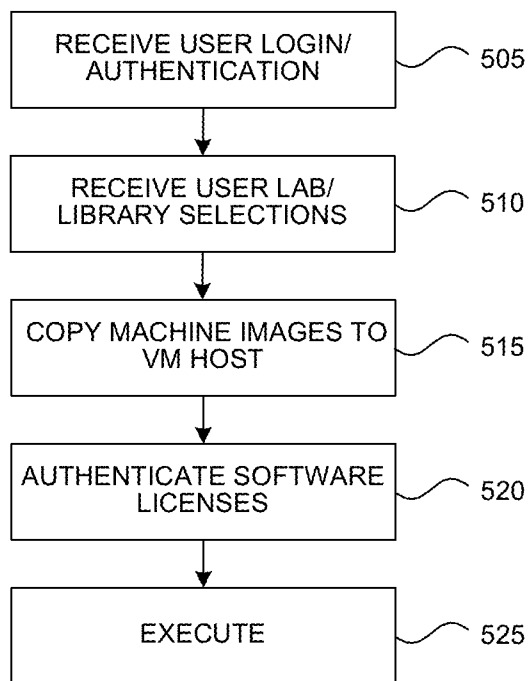 RECEIVE USER LOGIN/
AUTHENTICATION
505
RECEIVE USER LAB/
LIBRARY SELECTIONS
510
COPY MACHINE IMAGES TO
VM HOST
515
AUTHENTICATE SOFTWARE
LICENSES
520
EXECUTE
525